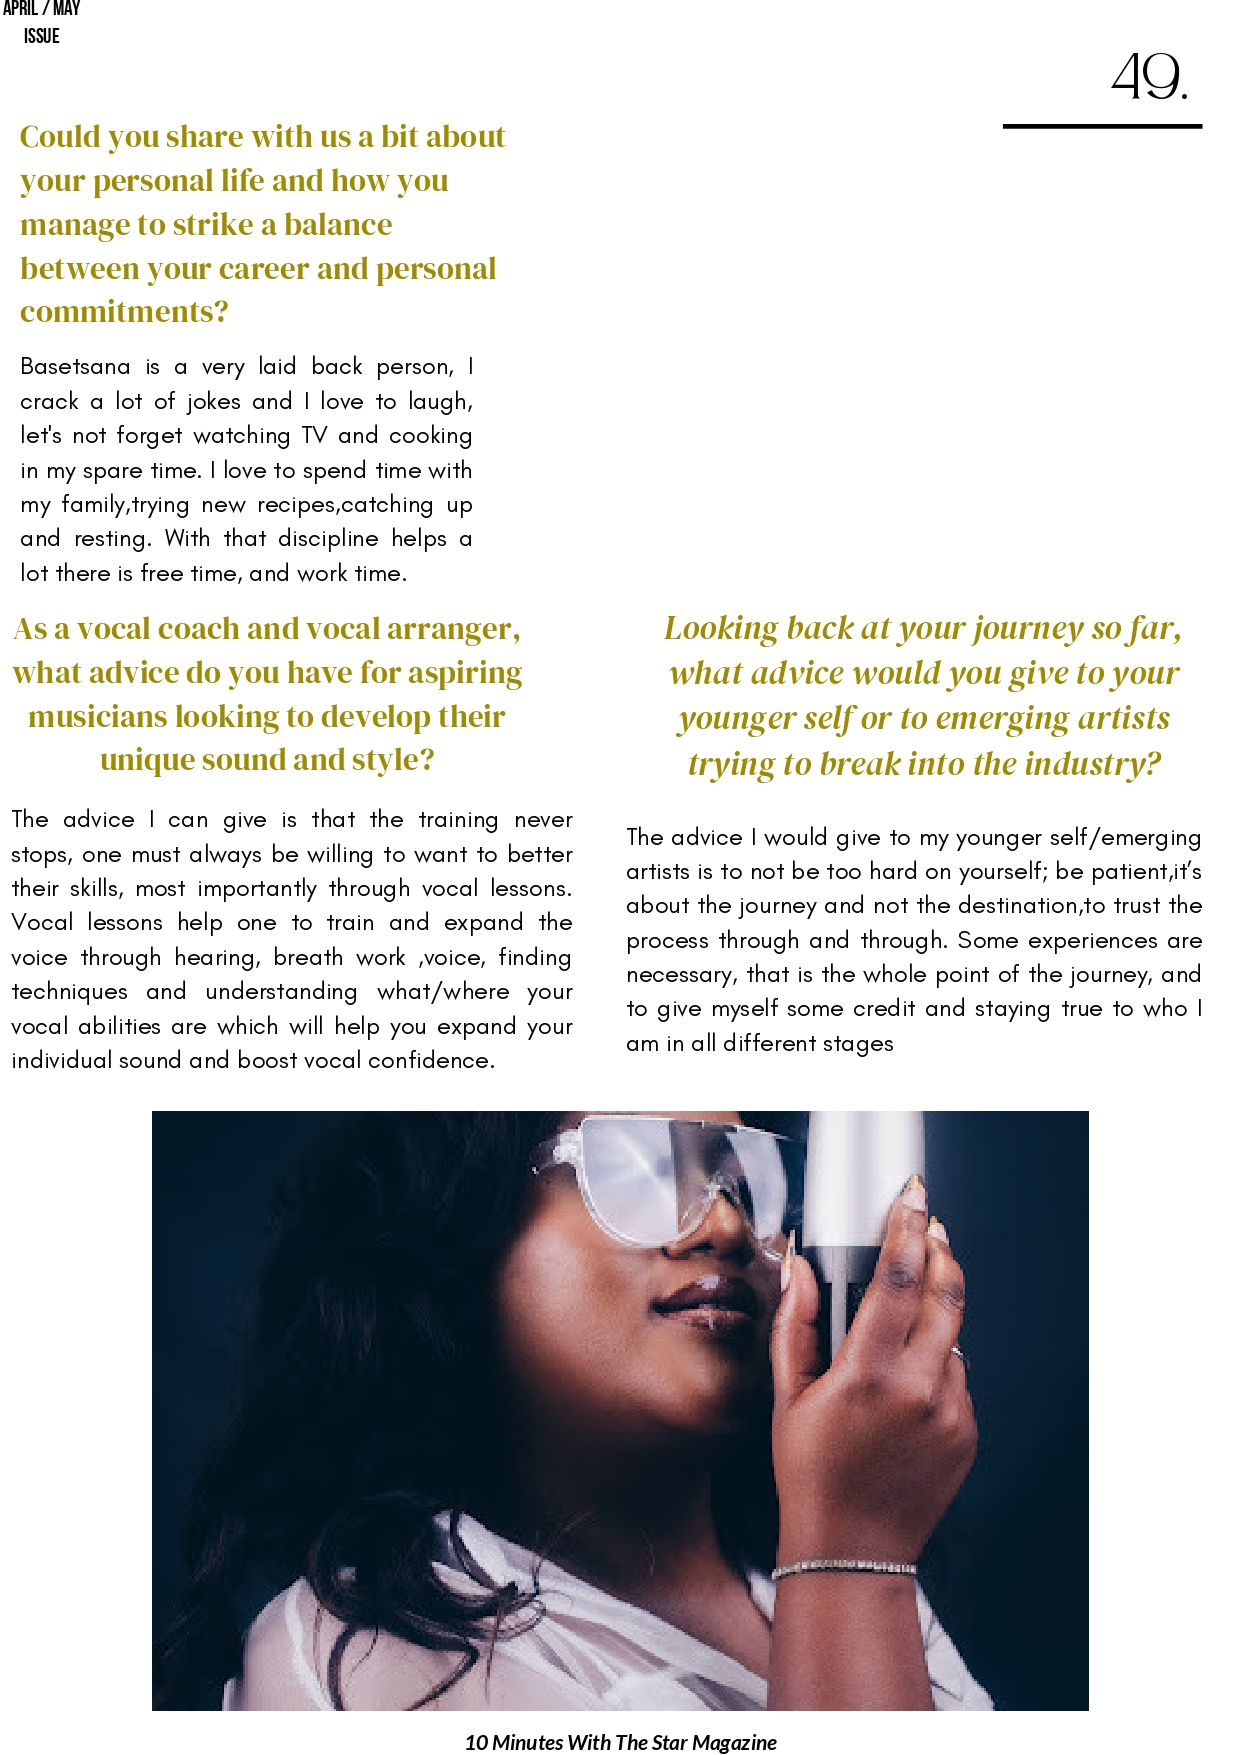 APRIL / MAY
ISSUE
49.
Could you share with us a bit about
your personal life and how you
manage to strike a balance
between your career and personal
commitments?
Basetsana is a very laid back person, I
crack a lot of jokes and I love to laugh,
let's not forget watching TV and cooking
in my spare time. I love to spend time with
my family,trying new recipes,catching up
and resting. With that discipline helps a
lot there is free time, and work time.
As a vocal coach and vocal arranger,
what advice do you have for aspiring
musicians looking to develop their
unique sound and style?
The advice I can give is that the training never
stops, one must always be willing to want to better
their skills, most importantly through vocal lessons.
Vocal lessons help one to train and expand the
voice through hearing, breath work ,voice, finding
techniques and understanding what/where your
vocal abilities are which will help you expand your
individual sound and boost vocal confidence.
Looking back at your journey so far,
what advice would you give to your
younger self or to emerging artists
trying to break into the industry?
The advice I would give to my younger self/emerging
artists is to not be too hard on yourself; be patient,it's
about the journey and not the destination,to trust the
process through and through. Some experiences are
necessary, that is the whole point of the journey, and
to give myself some credit and staying true to who I
am in all different stages
10 Minutes With The Star Magazine